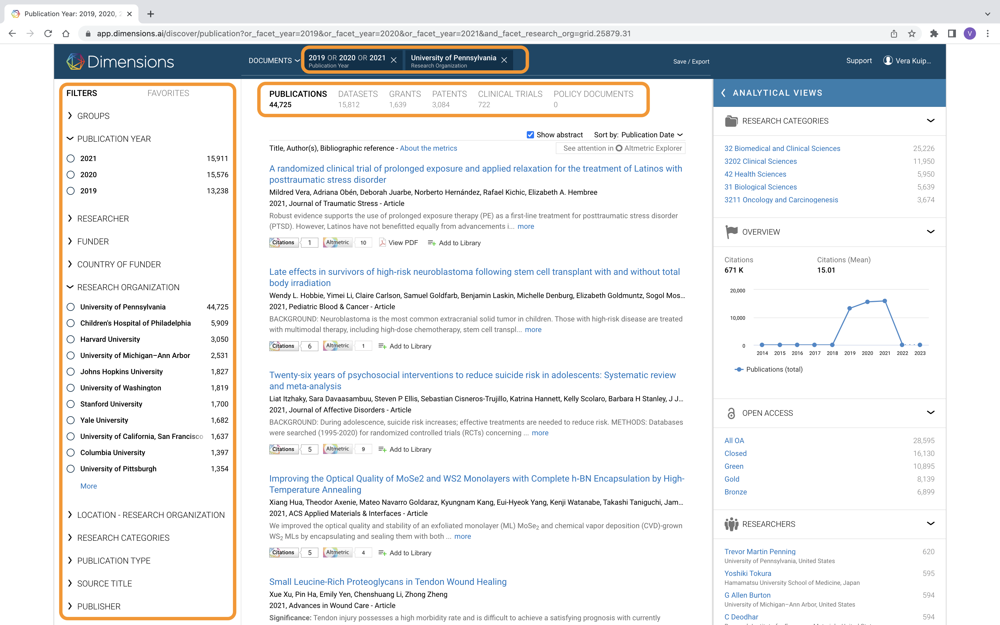 Publication Year: 2019, 2020, 2
app.dimensions.ai/discover/publication?or_facet_year=2019&or_facet_year=2020&or_facet_year=2021&and_facet_research_org=grid.25879.31
V
Dimensions
DOCUMENTS
2019 OR 2020 OR 2021
Publication Year
University of Pennsylvania
Research Organization
Save / Export
Support
Vera Kuip...
FILTERS
FAVORITES
GROUPS
PUBLICATION YEAR
2021 15,911
2020 15,576
2019 13,238
RESEARCHER
FUNDER
COUNTRY OF FUNDER
RESEARCH ORGANIZATION
University of Pennsylvania 44,725
Children's Hospital of Philadelphia 5,909
Harvard University 3,050
University of Michigan–Ann Arbor 2,531
Johns Hopkins University 1,827
University of Washington 1,819
Stanford University 1,700
Yale University 1,682
University of California, San Francisco 1,637
Columbia University 1,397
University of Pittsburgh 1,354
More
LOCATION - RESEARCH ORGANIZATION
RESEARCH CATEGORIES
PUBLICATION TYPE
SOURCE TITLE
PUBLISHER
PUBLICATIONS DATASETS GRANTS PATENTS CLINICAL TRIALS POLICY DOCUMENTS
44,725 15,812 1,639 3,084 722 0
Show abstract Sort by: Publication Date
Title, Author(s), Bibliographic reference - About the metrics
See attention in Altmetric Explorer
A randomized clinical trial of prolonged exposure and applied relaxation for the treatment of Latinos with
posttraumatic stress disorder
Mildred Vera, Adriana Obén, Deborah Juarbe, Norberto Hernández, Rafael Kichic, Elizabeth A. Hembree
2021, Journal of Traumatic Stress - Article
Robust evidence supports the use of prolonged exposure therapy (PE) as a first-line treatment for posttraumatic stress disorder
(PTSD). However, Latinos have not benefitted equally from advancements i... more
Citations 1 Altmetric 10 View PDF Add to Library
Late effects in survivors of high-risk neuroblastoma following stem cell transplant with and without total
body irradiation
Wendy L. Hobbie, Yimei Li, Claire Carlson, Samuel Goldfarb, Benjamin Laskin, Michelle Denburg, Elizabeth Goldmuntz, Sogol Mos...
2021, Pediatric Blood & Cancer - Article
BACKGROUND: Neuroblastoma is the most common extracranial solid tumor in children. Those with high-risk disease are treated
with multimodal therapy, including high-dose chemotherapy, stem cell transpl... more
Citations 6 Altmetric 1 Add to Library
Twenty-six years of psychosocial interventions to reduce suicide risk in adolescents: Systematic review
and meta-analysis
Liat Itzhaky, Sara Davaasambuu, Steven P Ellis, Sebastian Cisneros-Trujillo, Katrina Hannett, Kelly Scolaro, Barbara H Stanley, J J...
2021, Journal of Affective Disorders - Article
BACKGROUND: During adolescence, suicide risk increases; effective treatments are needed to reduce risk. METHODS: Databases
were searched (1995-2020) for randomized controlled trials (RCTs) concerning ... more
Citations 5 Altmetric 9 Add to Library
Improving the Optical Quality of MoSe2 and WS2 Monolayers with Complete h-BN Encapsulation by High-
Temperature Annealing
Xiang Hua, Theodor Axenie, Mateo Navarro Goldaraz, Kyungnam Kang, Eui-Hyeok Yang, Kenji Watanabe, Takashi Taniguchi, Jam...
2021, ACS Applied Materials & Interfaces - Article
We improved the optical quality and stability of an exfoliated monolayer (ML) MoSe2 and chemical vapor deposition (CVD)-grown
WS2 MLs by encapsulating and sealing them with both ... more
Citations 5 Altmetric 4 Add to Library
Small Leucine-Rich Proteoglycans in Tendon Wound Healing
Xue Xu, Pin Ha, Emily Yen, Chenshuang Li, Zhong Zheng
2021, Advances in Wound Care - Article
Significance: Tendon injury possesses a high morbidity rate and is difficult to achieve a satisfying prognosis with currently
ANALYTICAL VIEWS
RESEARCH CATEGORIES
32 Biomedical and Clinical Sciences 25,226
3202 Clinical Sciences 11,950
42 Health Sciences 5,950
31 Biological Sciences 5,639
3211 Oncology and Carcinogenesis 3,674
OVERVIEW
Citations Citations (Mean)
671 K 15.01
20,000
10,000
0
2014 2015 2016 2017 2018 2019 2020 2021 2022 2023
Publications (total)
OPEN ACCESS
All OA 28,595
Closed 16,130
Green 10,895
Gold 8,139
Bronze 6,899
RESEARCHERS
Trevor Martin Penning 620
University of Pennsylvania, United States
Yoshiki Tokura 595
Hamamatsu University School of Medicine, Japan
G Allen Burton 594
University of Michigan–Ann Arbor, United States
C Deodhar 594